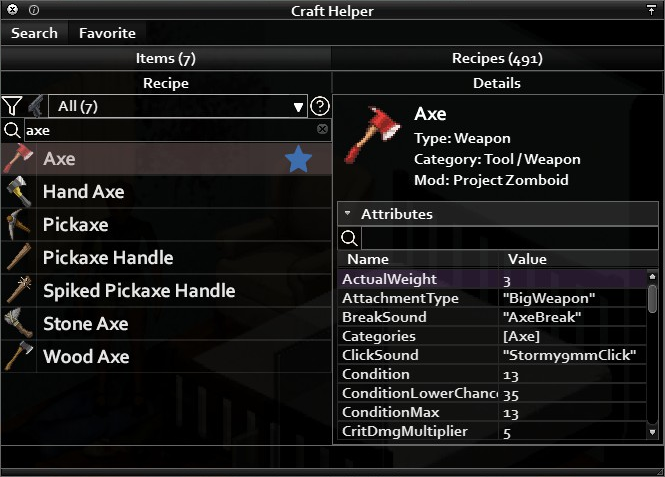 Craft Helper
Search Favorite
Items (7) Recipes (491)
Recipe
All (7)
axe
Axe
Hand Axe
Pickaxe
Pickaxe Handle
Spiked Pickaxe Handle
Stone Axe
Wood Axe
Details
Axe
Type: Weapon
Category: Tool / Weapon
Mod: Project Zomboid
Attributes
Name Value
ActualWeight 3
AttachmentType "BigWeapon"
BreakSound "AxeBreak"
Categories [Axe]
ClickSound "Stormy9mmClick"
Condition 13
ConditionLowerChance 35
ConditionMax 13
CritDmgMultiplier 5